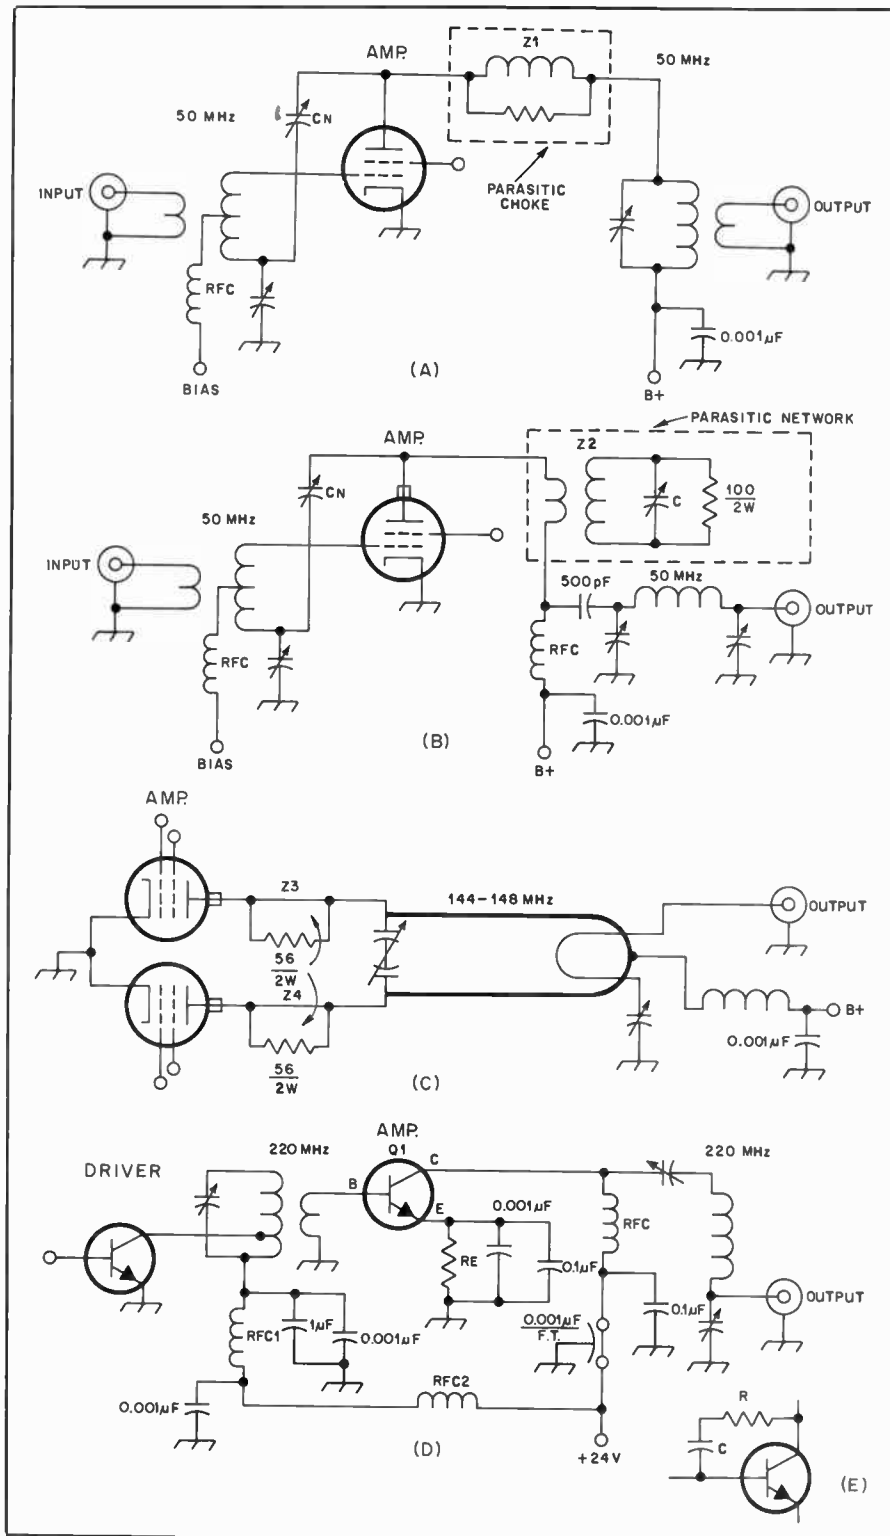 AMP.
Z1
50 MHz
50 MHz
CN
INPUT
PARASITIC
CHOKE
OUTPUT
RFC
0.001µF
BIAS
(A)
B+
PARASITIC NETWORK
AMP.
Z2
CN
50 MHz
C
100
2W
INPUT
500pF
50 MHz
OUTPUT
RFC
RFC
0.001µF
BIAS
(B)
B+
AMP.
Z3
144-148 MHz
OUTPUT
56
2W
Z4
B+
0.001µF
56
2W
(C)
AMP.
Q1
220 MHz
C
220 MHz
DRIVER
B
E
0.001µF
RFC
RE
0.1µF
RFC1
1µF
0.001µF
0.001µF
F.T.
0.1µF
OUTPUT
RFC2
0.001µF
R
(D)
+24V
C
(E)